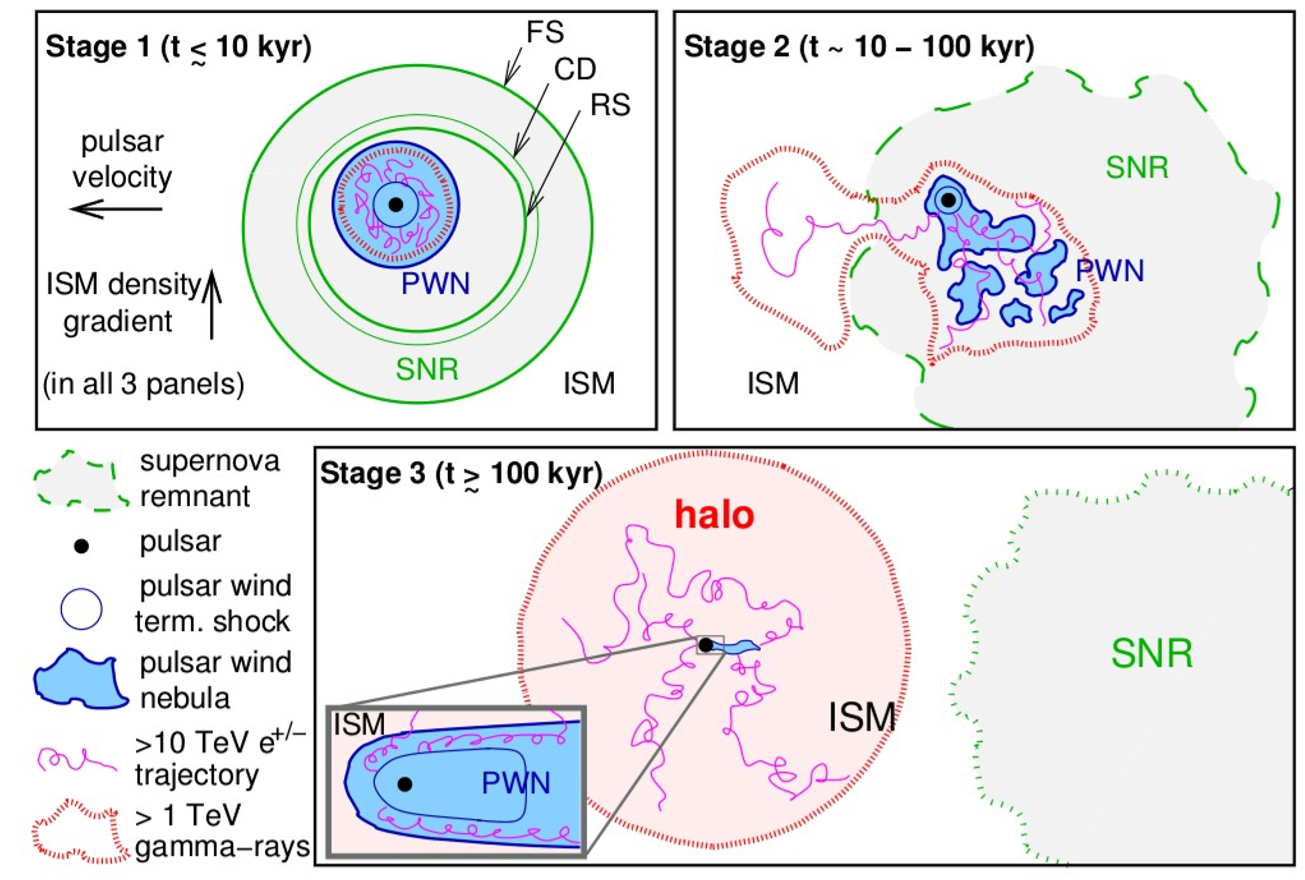 Stage 1 (t ≲ 10 kyr)
FS
CD
RS
pulsar
velocity
ISM density
gradient
(in all 3 panels)
PWN
SNR
ISM
Stage 2 (t ~ 10 − 100 kyr)
SNR
PWN
ISM
supernova
remnant
pulsar
pulsar wind
term. shock
pulsar wind
nebula
>10 TeV e+/−
trajectory
> 1 TeV
gamma−rays
Stage 3 (t ≳ 100 kyr)
halo
ISM
SNR
ISM
PWN